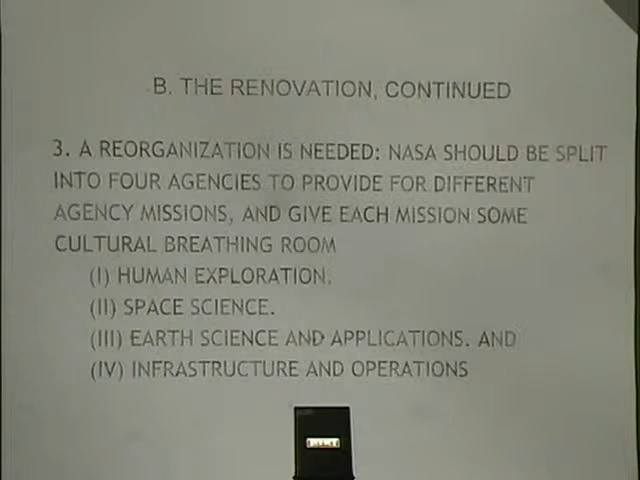 B. THE RENOVATION, CONTINUED
3. A REORGANIZATION IS NEEDED: NASA SHOULD BE SPLIT
INTO FOUR AGENCIES TO PROVIDE FOR DIFFERENT
AGENCY MISSIONS, AND GIVE EACH MISSION SOME
CULTURAL BREATHING ROOM
(I) HUMAN EXPLORATION.
(II) SPACE SCIENCE.
(III) EARTH SCIENCE AND APPLICATIONS. AND
(IV) INFRASTRUCTURE AND OPERATIONS